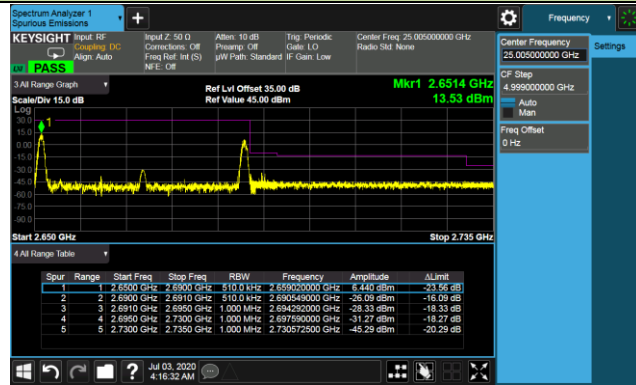 Spectrum Analyzer 1
Spurious Emissions
Frequency
KEYSIGHT
Input: RF
Coupling: DC
Align: Auto
Input Z: 50 Ω
Corrections: Off
Freq Ref: Int (S)
NFE: Off
Atten: 10 dB
Preamp: Off
µW Path: Standard
Trig: Periodic
Gate: LO
IF Gain: Low
Center Freq: 25.005000000 GHz
Radio Std: None
PASS
Center Frequency
25.005000000 GHz
Settings
CF Step
4.999000000 GHz
Auto
Man
Freq Offset
0 Hz
3 All Range Graph
Scale/Div 15.0 dB
Ref Lvl Offset 35.00 dB
Ref Value 45.00 dBm
Mkr1 2.6514 GHz
13.53 dBm
Log
30.0
15.0
0.00
-15.0
-30.0
-45.0
-60.0
-75.0
-90.0
1
Start 2.650 GHz
Stop 2.735 GHz
4 All Range Table
Spur Range Start Freq Stop Freq RBW Frequency Amplitude ΔLimit
1 1 2.6500 GHz 2.6900 GHz 510.0 kHz 2.659020000 GHz 6.440 dBm -23.56 dB
2 2 2.6900 GHz 2.6910 GHz 510.0 kHz 2.690549000 GHz -26.09 dBm -16.09 dB
3 3 2.6910 GHz 2.6950 GHz 1.000 MHz 2.694292000 GHz -28.33 dBm -18.33 dB
4 4 2.6950 GHz 2.7300 GHz 1.000 MHz 2.697590000 GHz -31.27 dBm -18.27 dB
5 5 2.7300 GHz 2.7350 GHz 1.000 MHz 2.730572500 GHz -45.29 dBm -20.29 dB
Jul 03, 2020
4:16:32 AM